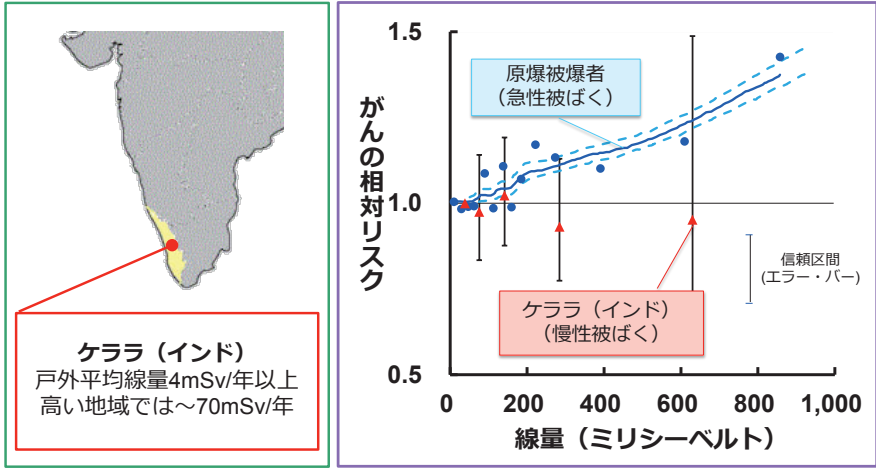 ケララ（インド）
戸外平均線量4mSv/年以上
高い地域では～70mSv/年
がんの相対リスク
1.5
1.0
0.5
原爆被爆者
（急性被ばく）
ケララ（インド）
（慢性被ばく）
信頼区間
(エラー・バー)
0 200 400 600 800 1,000
線量（ミリシーベルト）